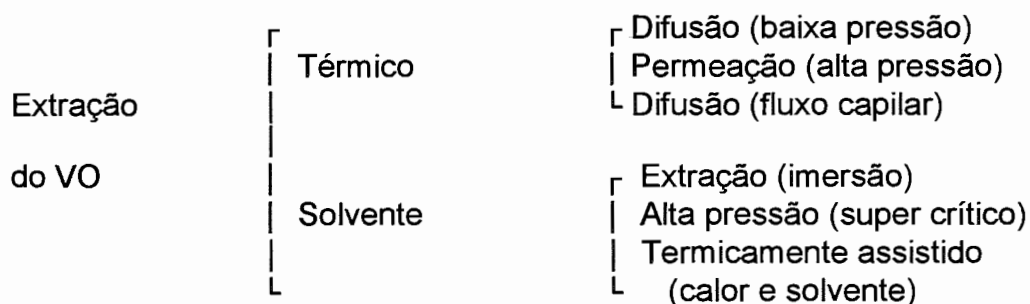 Extração
do VO
Térmico
Difusão (baixa pressão)
Permeação (alta pressão)
Difusão (fluxo capilar)
Solvente
Extração (imersão)
Alta pressão (super crítico)
Termicamente assistido
(calor e solvente)